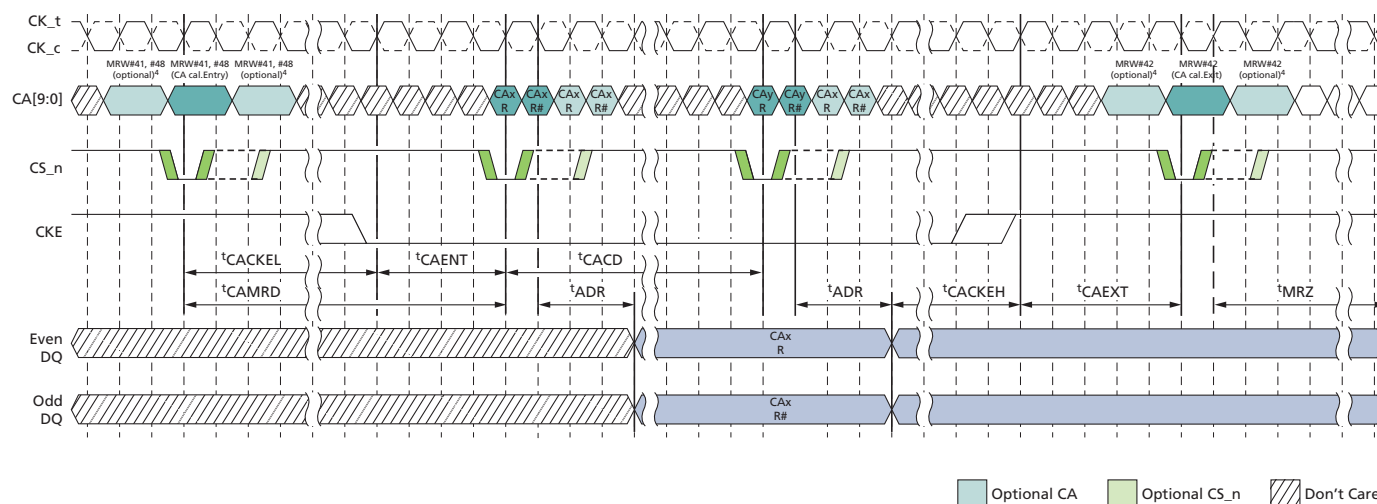 CK_t
CK_c
MRW#41, #48 (optional)4
MRW#41, #48 (CA cal.Entry)
MRW#41, #48 (optional)4
MRW#42 (optional)4
MRW#42 (CA cal.Exit)
MRW#42 (optional)4
CA[9:0]
CAx R
CAx R#
CAx R
CAx R#
CAy R
CAy R#
CAx R
CAx R#
CS_n
CKE
tCACKEL
tCAENT
tCACD
tCAMRD
tADR
tADR
tCACKEH
tCAEXT
tMRZ
Even DQ
CAx R
Odd DQ
CAx R#
Optional CA
Optional CS_n
Don't Care